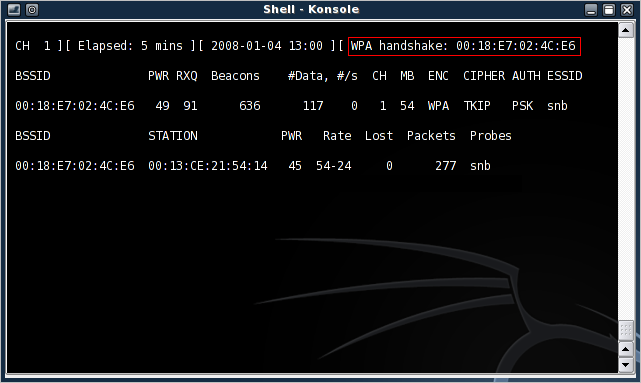 Shell - Konsole
CH 1 ][ Elapsed: 5 mins ][ 2008-01-04 13:00 ][ WPA handshake: 00:18:E7:02:4C:E6
BSSID PWR RXQ Beacons #Data, #/s CH MB ENC CIPHER AUTH ESSID
00:18:E7:02:4C:E6 49 91 636 117 0 1 54 WPA TKIP PSK snb
BSSID STATION PWR Rate Lost Packets Probes
00:18:E7:02:4C:E6 00:13:CE:21:54:14 45 54-24 0 277 snb